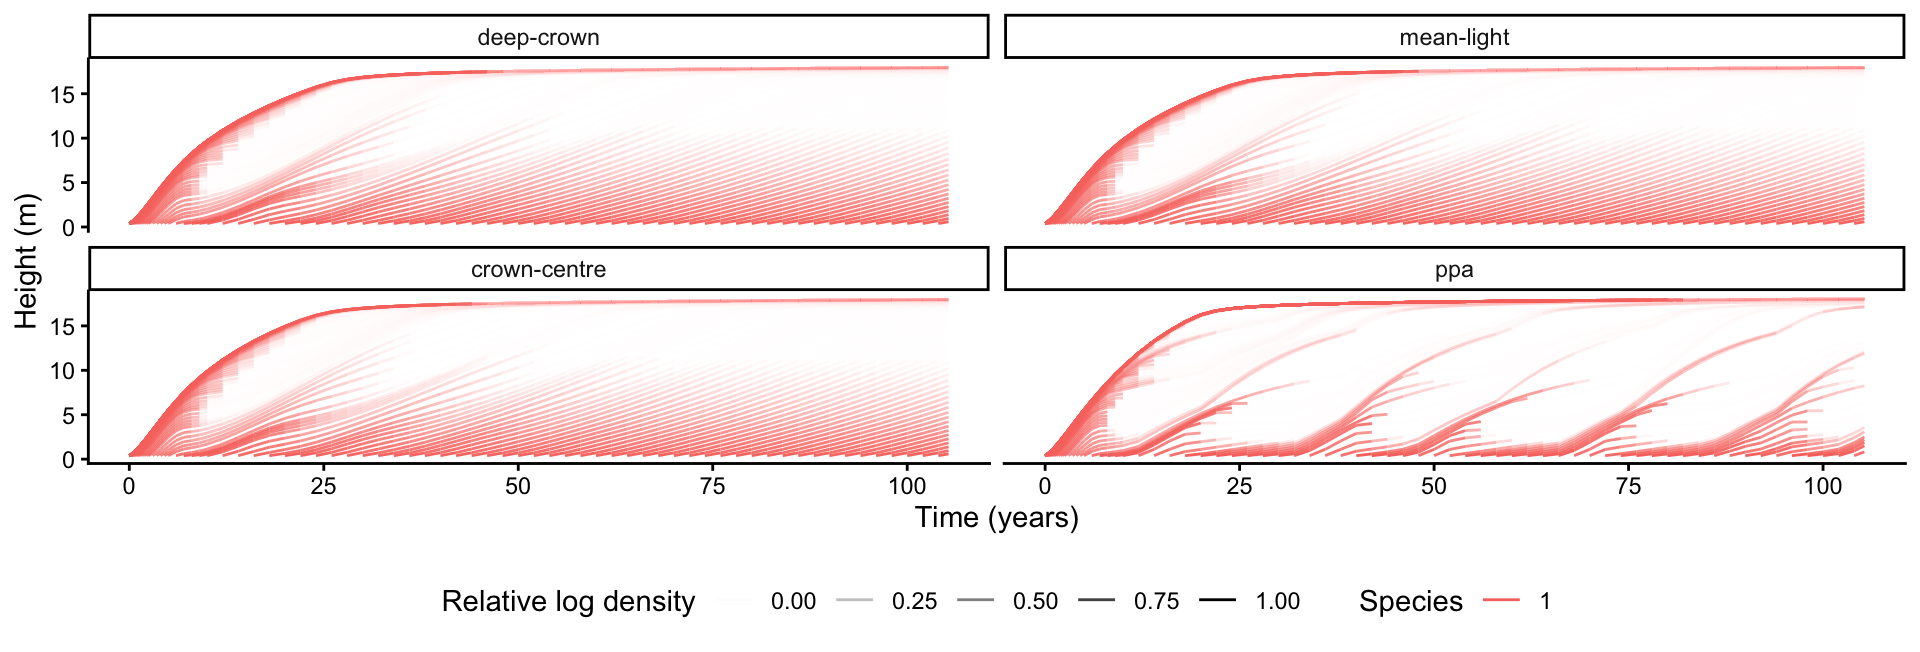 deep-crown
mean-light
15
10
5
0
crown-centre
ppa
15
10
5
0
Height (m)
0 25 50 75 100
0 25 50 75 100
Time (years)
Relative log density 0.00 0.25 0.50 0.75 1.00 Species 1